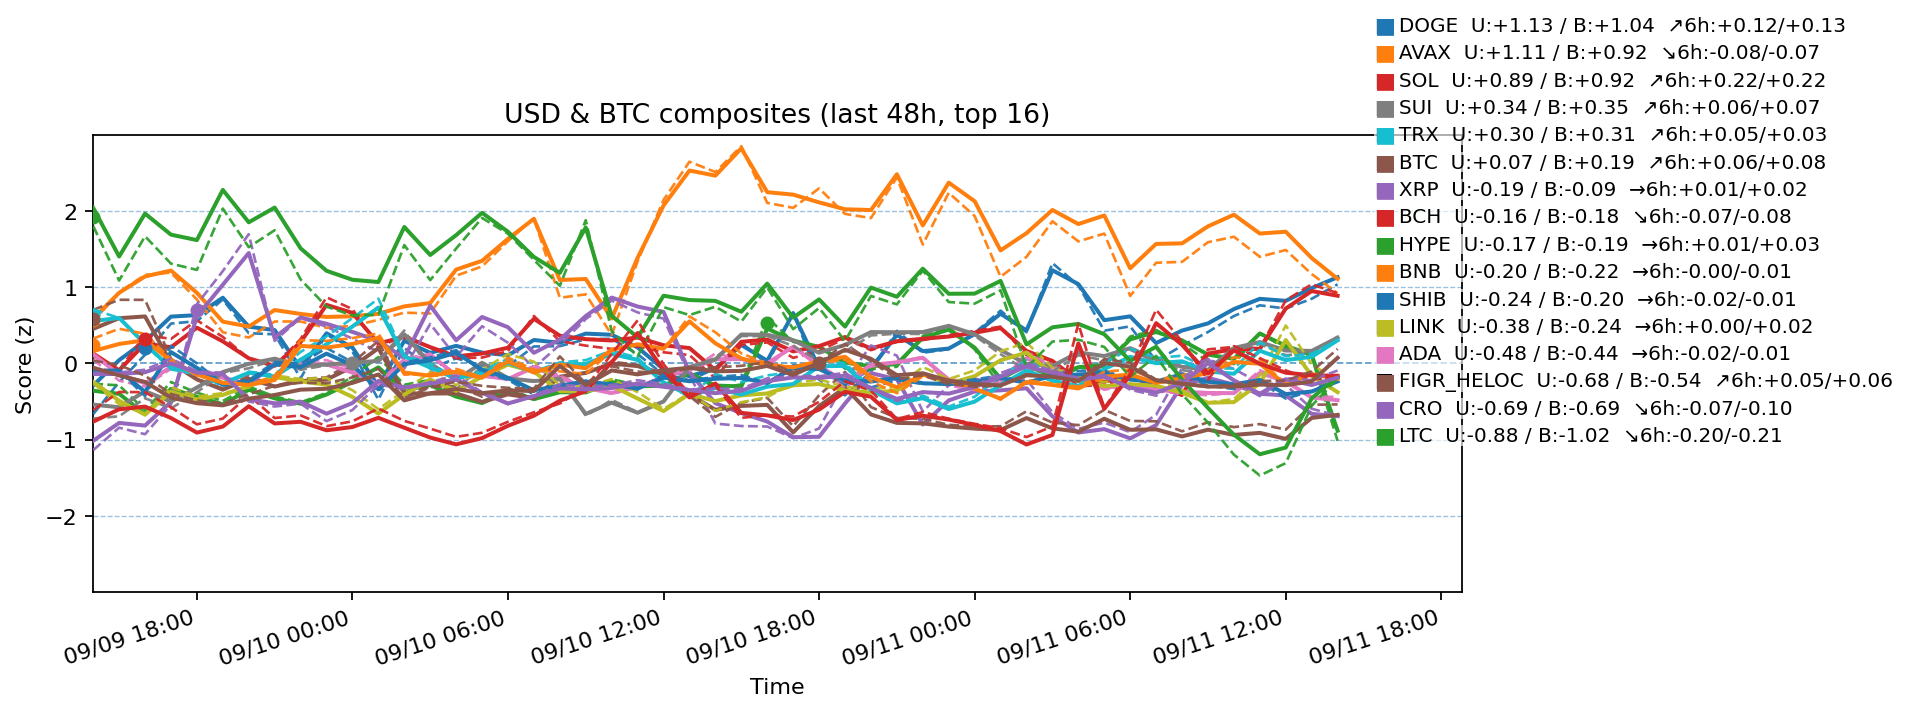 DOGE  U:+1.13 / B:+1.04  ↗6h:+0.12/+0.13
AVAX  U:+1.11 / B:+0.92  ↘6h:-0.08/-0.07
SOL  U:+0.89 / B:+0.92  ↗6h:+0.22/+0.22
SUI  U:+0.34 / B:+0.35  ↗6h:+0.06/+0.07
TRX  U:+0.30 / B:+0.31  ↗6h:+0.05/+0.03
BTC  U:+0.07 / B:+0.19  ↗6h:+0.06/+0.08
XRP  U:-0.19 / B:-0.09  →6h:+0.01/+0.02
BCH  U:-0.16 / B:-0.18  ↘6h:-0.07/-0.08
HYPE  U:-0.17 / B:-0.19  →6h:+0.01/+0.03
BNB  U:-0.20 / B:-0.22  →6h:-0.00/-0.01
SHIB  U:-0.24 / B:-0.20  →6h:-0.02/-0.01
LINK  U:-0.38 / B:-0.24  →6h:+0.00/+0.02
ADA  U:-0.48 / B:-0.44  →6h:-0.02/-0.01
FIGR_HELOC  U:-0.68 / B:-0.54  ↗6h:+0.05/+0.06
CRO  U:-0.69 / B:-0.69  ↘6h:-0.07/-0.10
LTC  U:-0.88 / B:-1.02  ↘6h:-0.20/-0.21
USD & BTC composites (last 48h, top 16)
Score (z)
2
1
0
−1
−2
09/09 18:00
09/10 00:00
09/10 06:00
09/10 12:00
09/10 18:00
09/11 00:00
09/11 06:00
09/11 12:00
09/11 18:00
Time